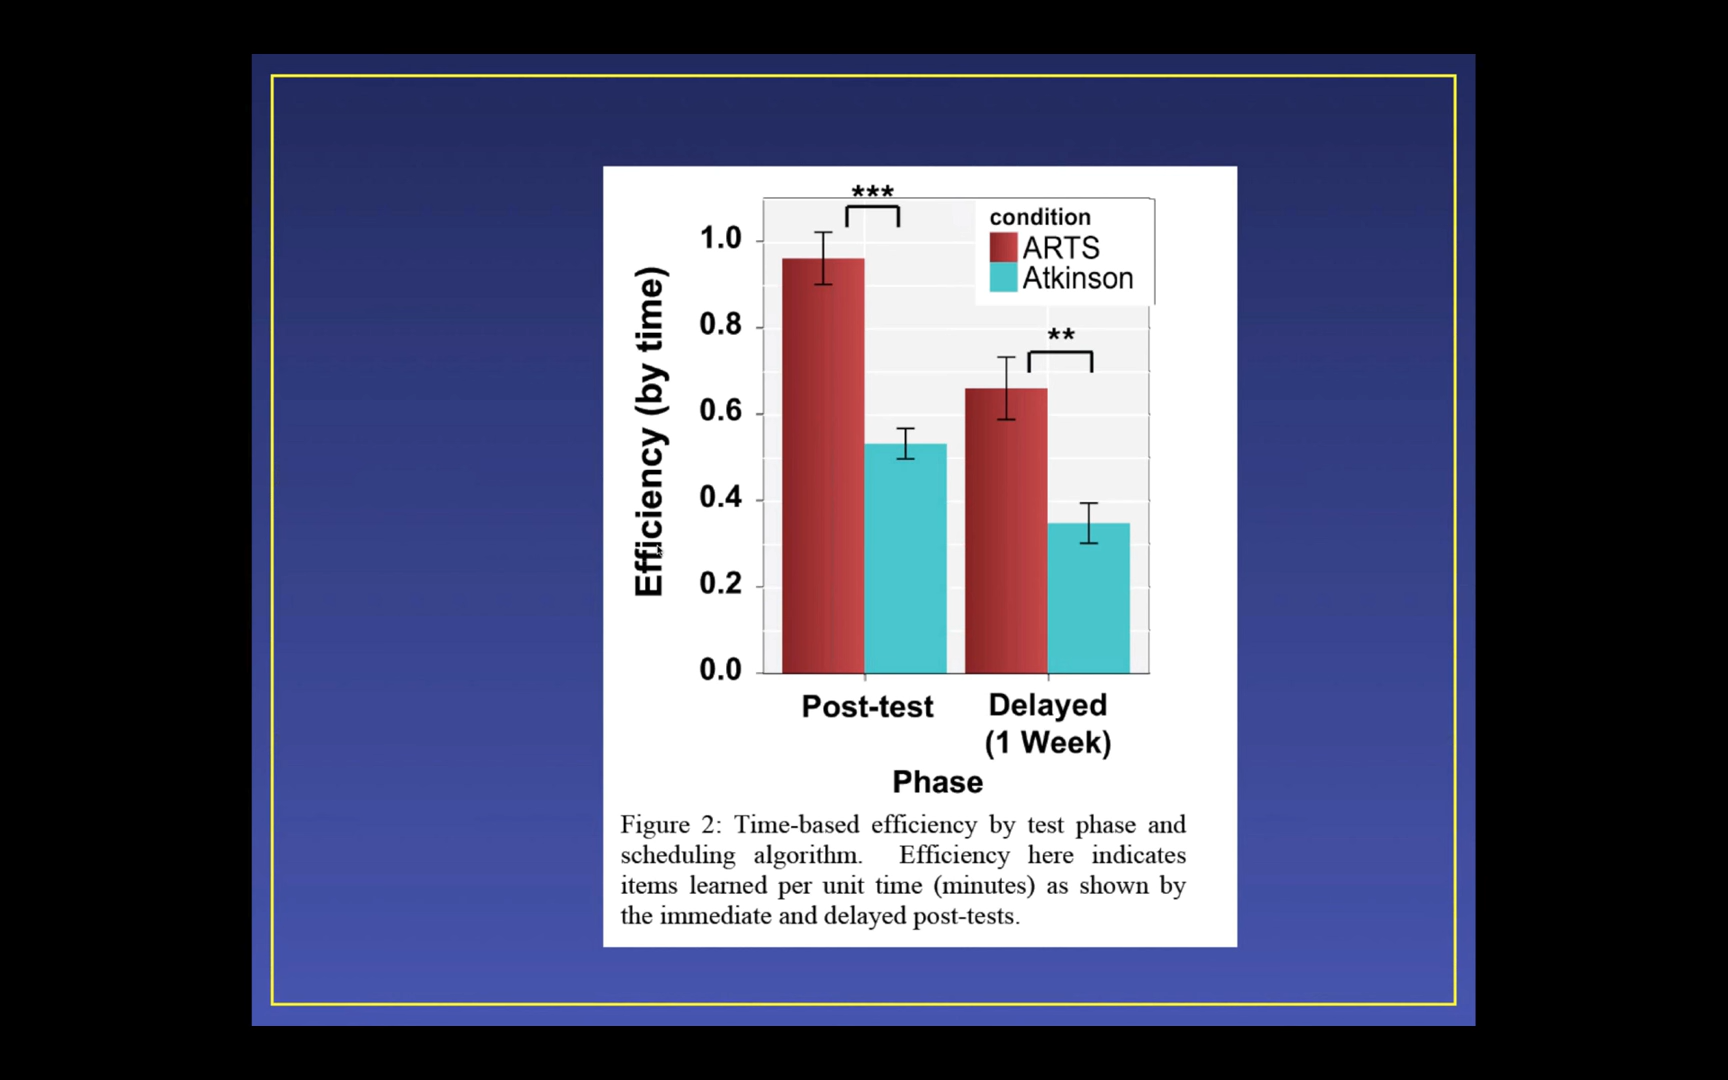 ***
condition
ARTS
Atkinson
**
1.0
0.8
0.6
0.4
0.2
0.0
Efficiency (by time)
Post-test
Delayed
(1 Week)
Phase
Figure 2: Time-based efficiency by test phase and
scheduling algorithm. Efficiency here indicates
items learned per unit time (minutes) as shown by
the immediate and delayed post-tests.